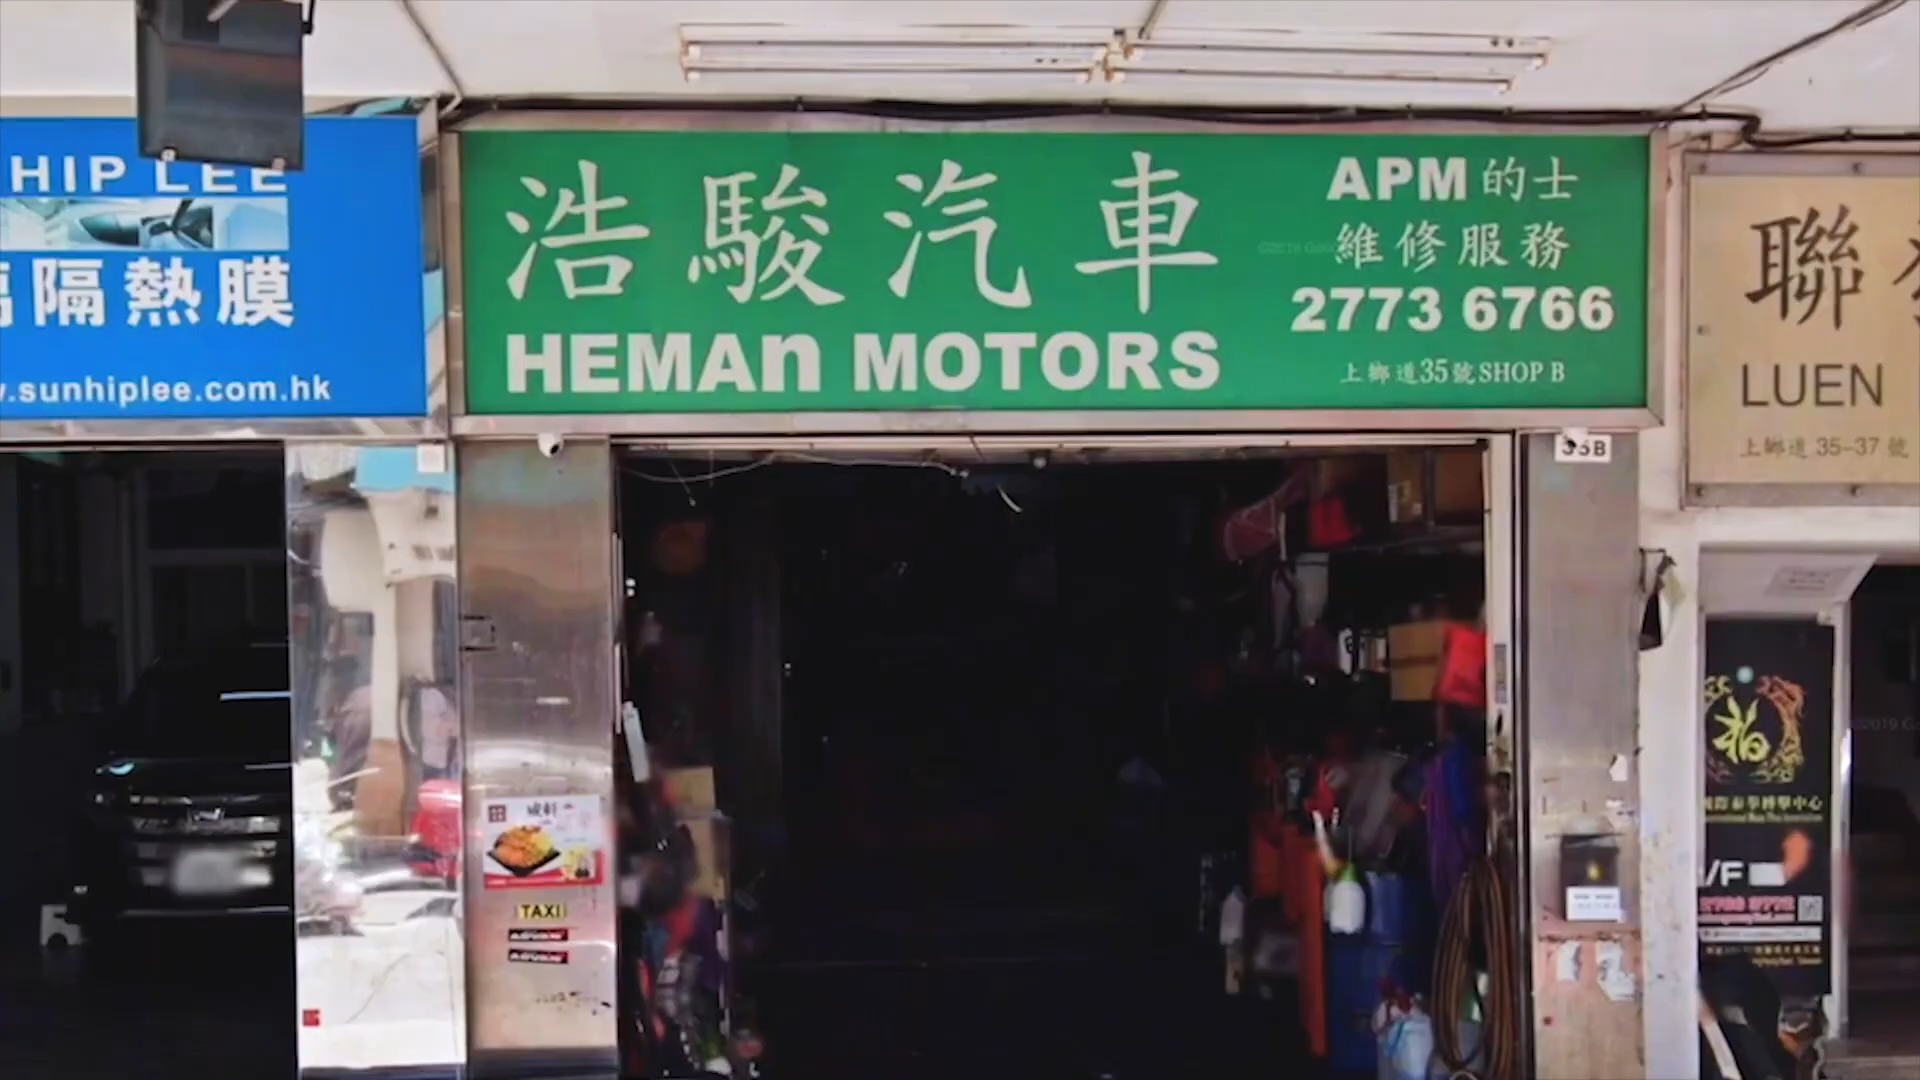 HIP LEE
隔熱膜
.sunhiplee.com.hk
浩駿汽車
HEMAn MOTORS
APM 的士
維修服務
2773 6766
上鄉道35號SHOP B
聯
LUEN
上鄉道 35-37 號
35B
TAXI
/F